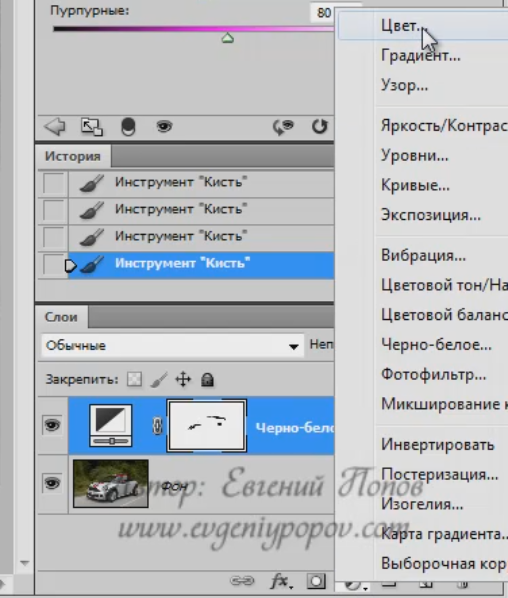 Пурпурные:
80
Цвет...
Градиент...
Узор...
Яркость/Контрас
Уровни...
Кривые...
Экспозиция...
Вибрация...
Цветовой тон/На
Цветовой баланс
Черно-белое...
Фотофильтр...
Микширование к
Инвертировать
Постеризация...
Изогелия...
Карта градиента..
Выборочная кор
История
Инструмент "Кисть"
Инструмент "Кисть"
Инструмент "Кисть"
Инструмент "Кисть"
Слои
Обычные
Неп
Закрепить:
Черно-бело
Фон
Автор: Евгений Попов
www.evgeniypopov.com
fx